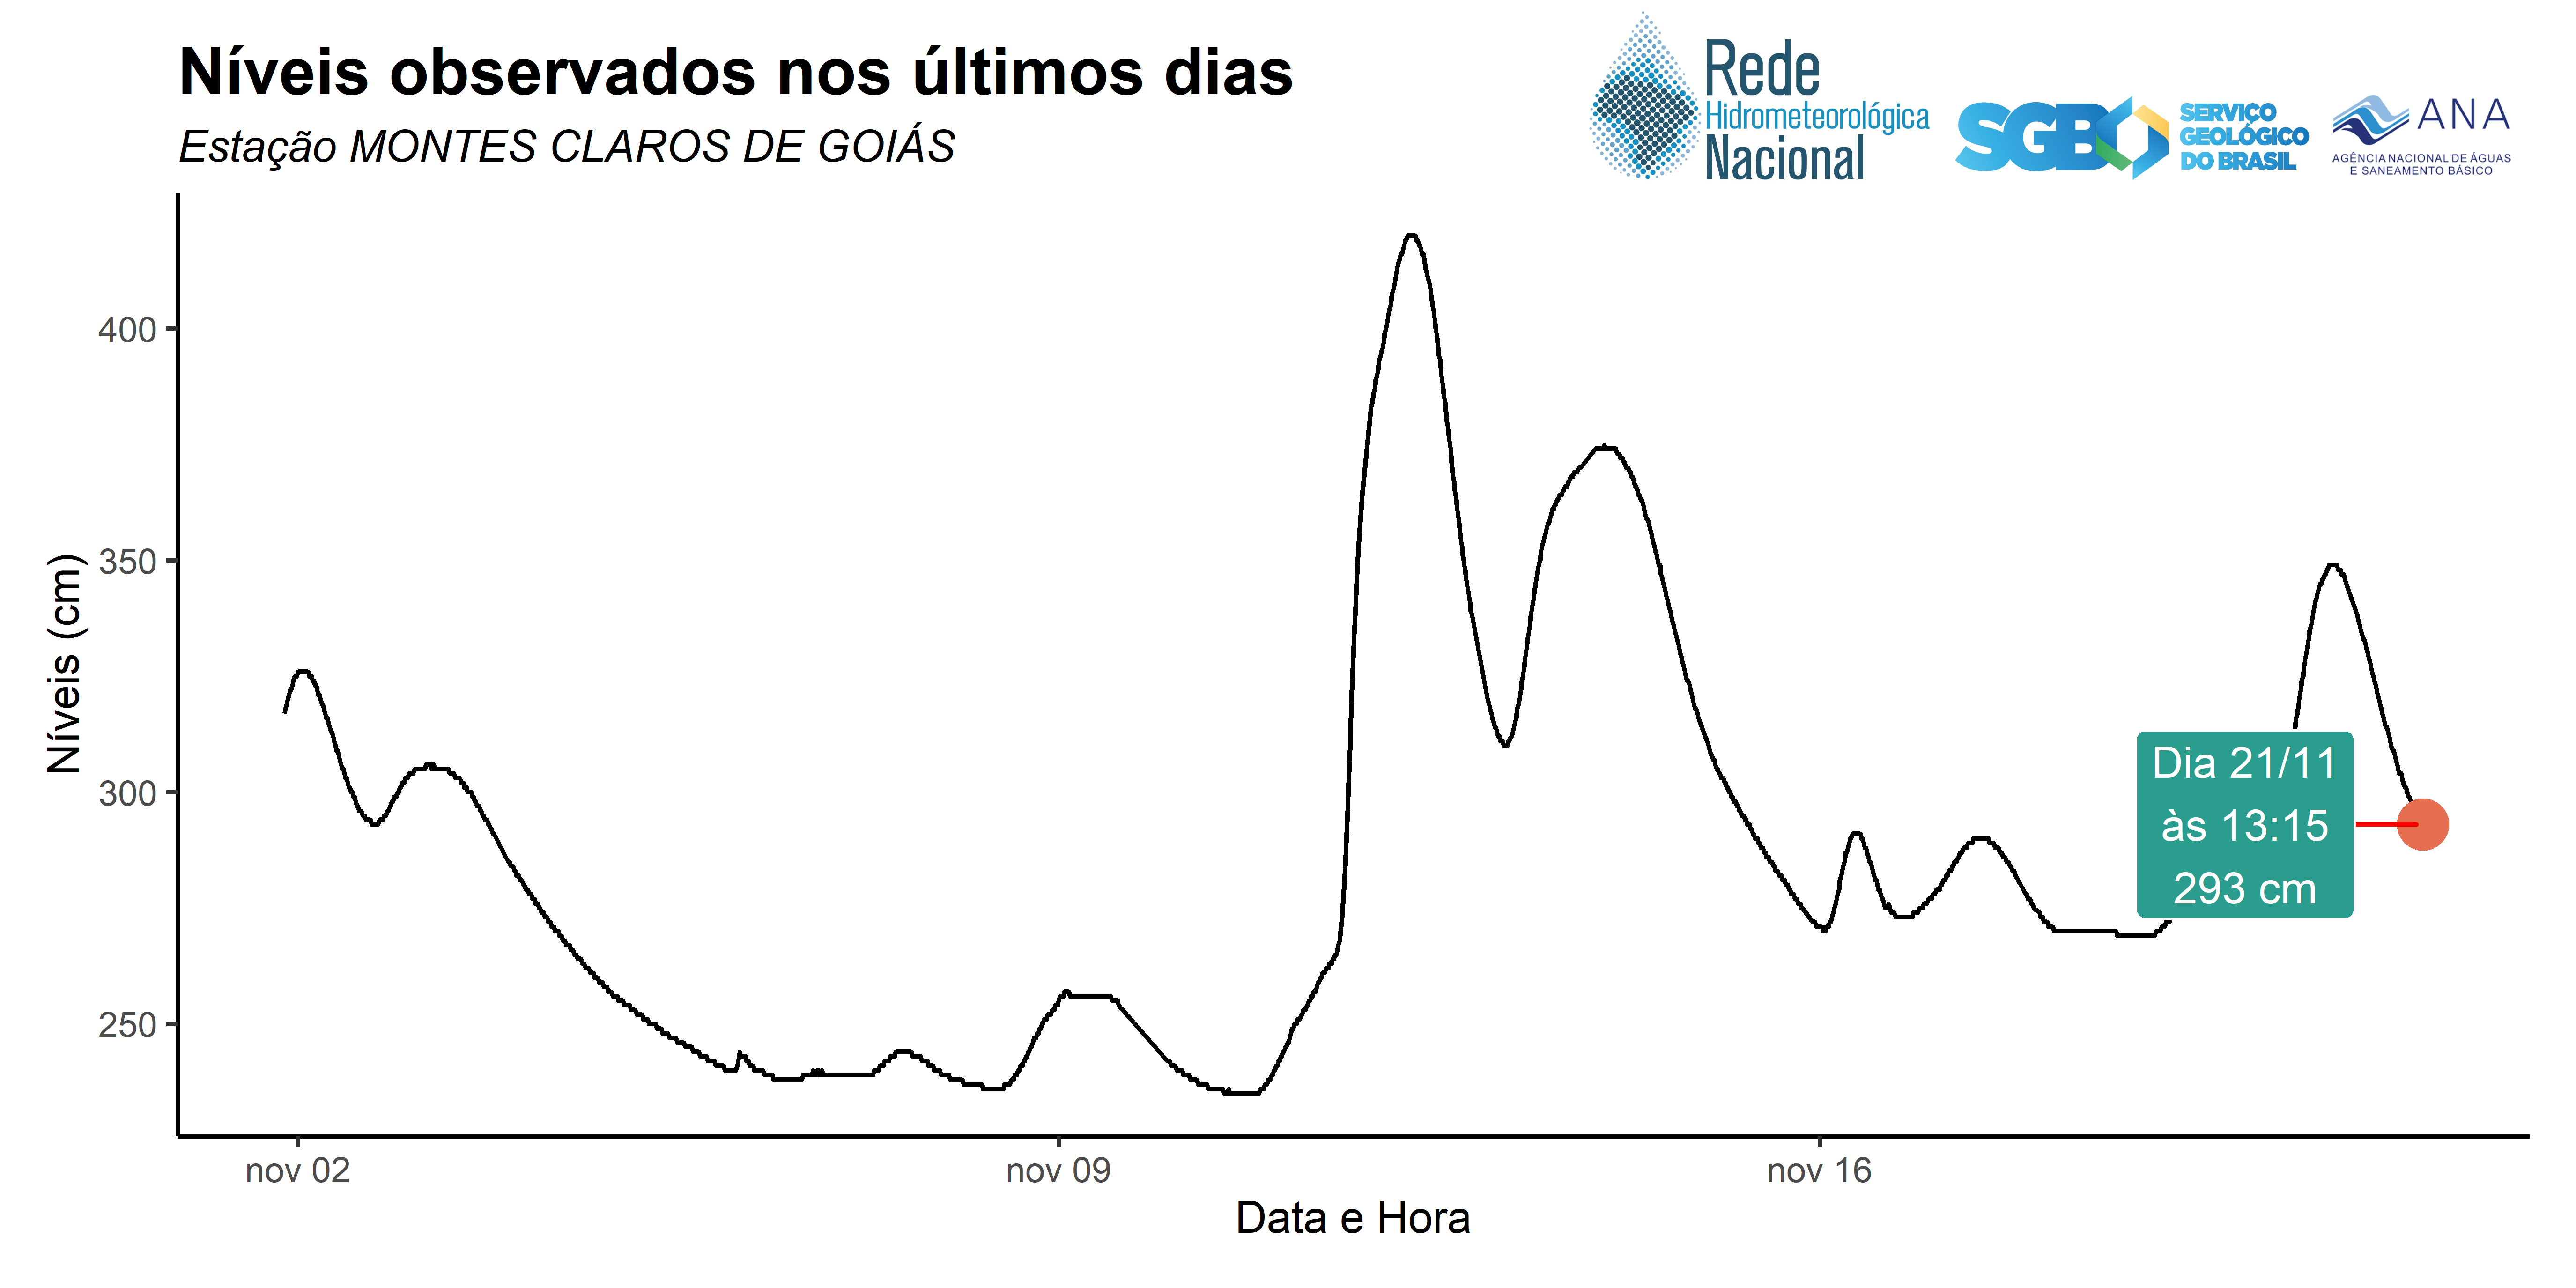 Níveis observados nos últimos dias
Estação MONTES CLAROS DE GOIÁS
Rede
Hidrometeorológica
Nacional
SGB
SERVIÇO
GEOLÓGICO
DO BRASIL
ANA
AGÊNCIA NACIONAL DE ÁGUAS
E SANEAMENTO BÁSICO
Níveis (cm)
400
350
300
250
Dia 21/11
às 13:15
293 cm
nov 02
nov 09
nov 16
Data e Hora